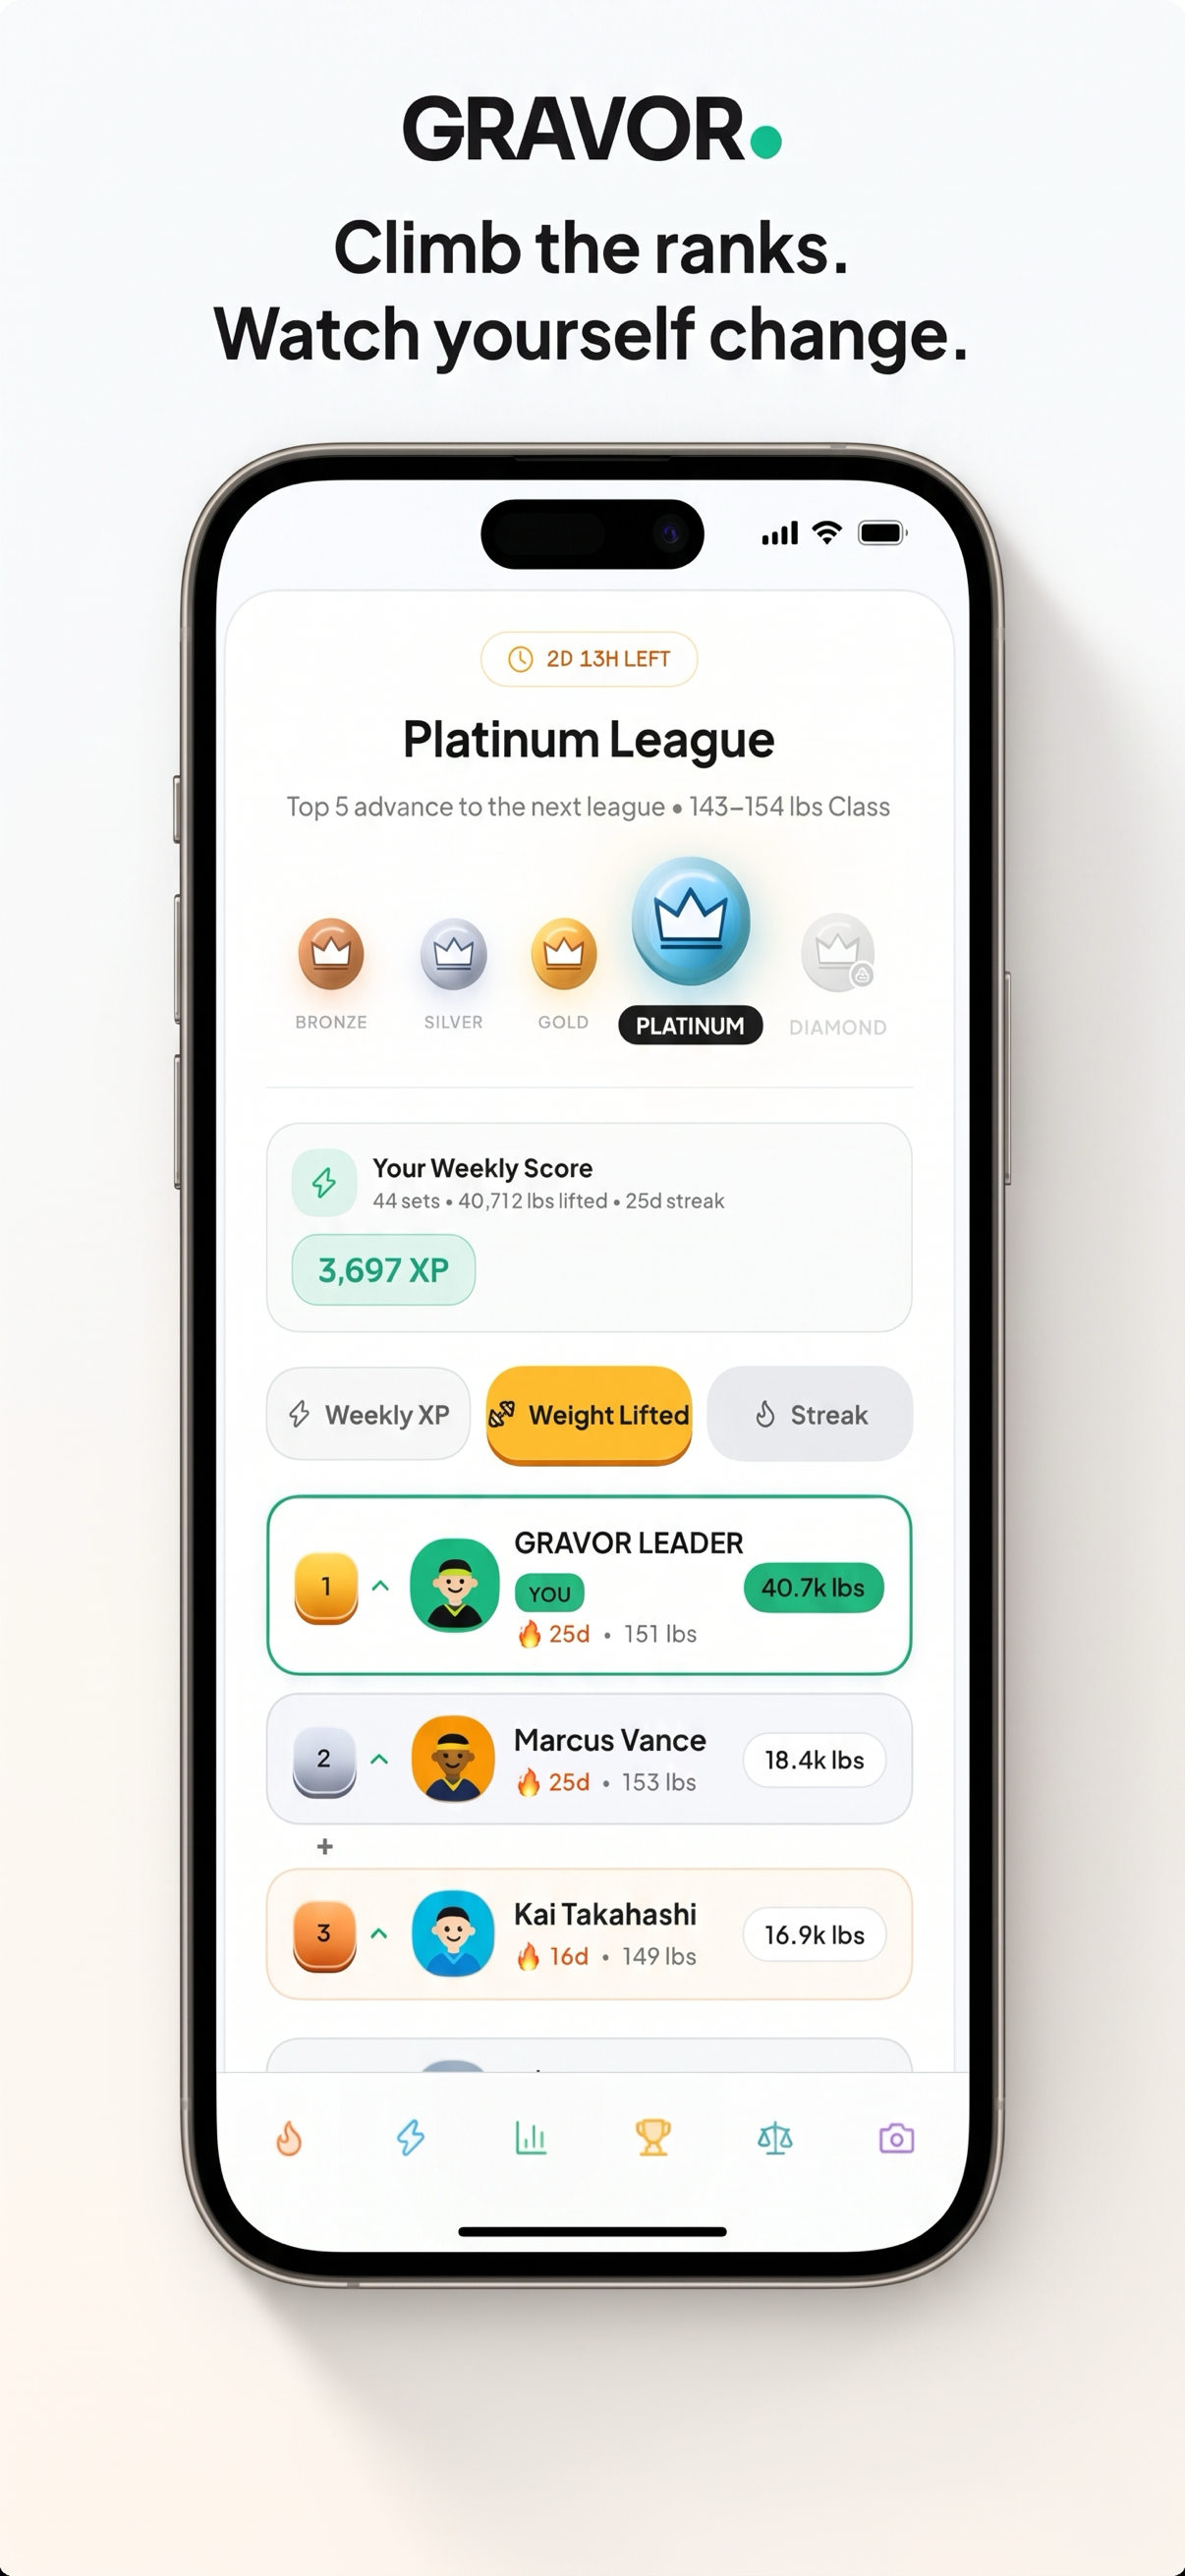 GRAVOR
Climb the ranks.
Watch yourself change.
2D 13H LEFT
Platinum League
Top 5 advance to the next league • 143–154 lbs Class
BRONZE
SILVER
GOLD
PLATINUM
DIAMOND
Your Weekly Score
44 sets • 40,712 lbs lifted • 25d streak
3,697 XP
Weekly XP
Weight Lifted
Streak
1
GRAVOR LEADER
YOU
40.7k lbs
25d • 151 lbs
2
Marcus Vance
18.4k lbs
25d • 153 lbs
+
3
Kai Takahashi
16.9k lbs
16d • 149 lbs